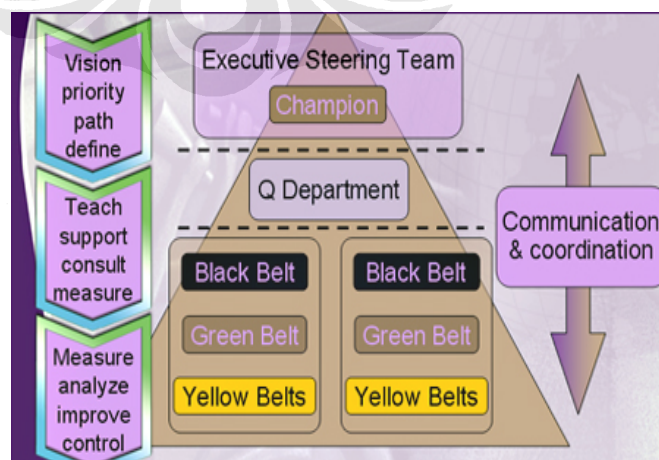 Vision
priority
path
define
Teach
support
consult
measure
Measure
analyze
improve
control
Executive Steering Team
Champion
Q Department
Black Belt
Green Belt
Yellow Belts
Black Belt
Green Belt
Yellow Belts
Communication
& coordination